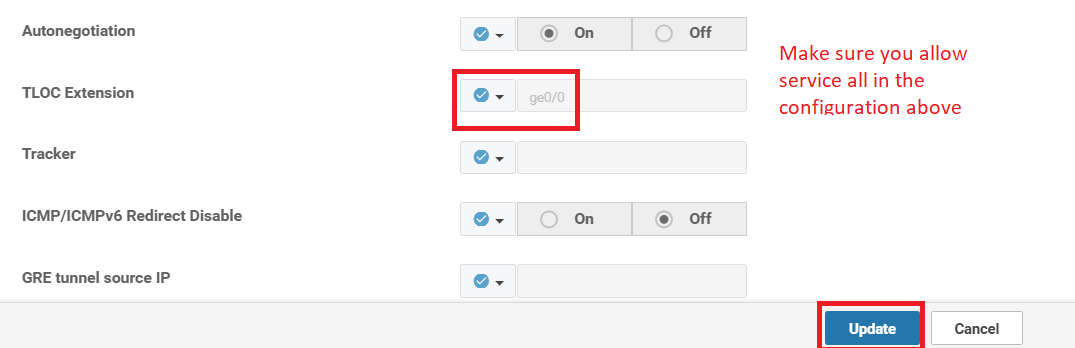 Autonegotiation On Off
Make sure you allow
service all in the
configuration above
TLOC Extension ge0/0
Tracker
ICMP/ICMPv6 Redirect Disable On Off
GRE tunnel source IP
Update Cancel